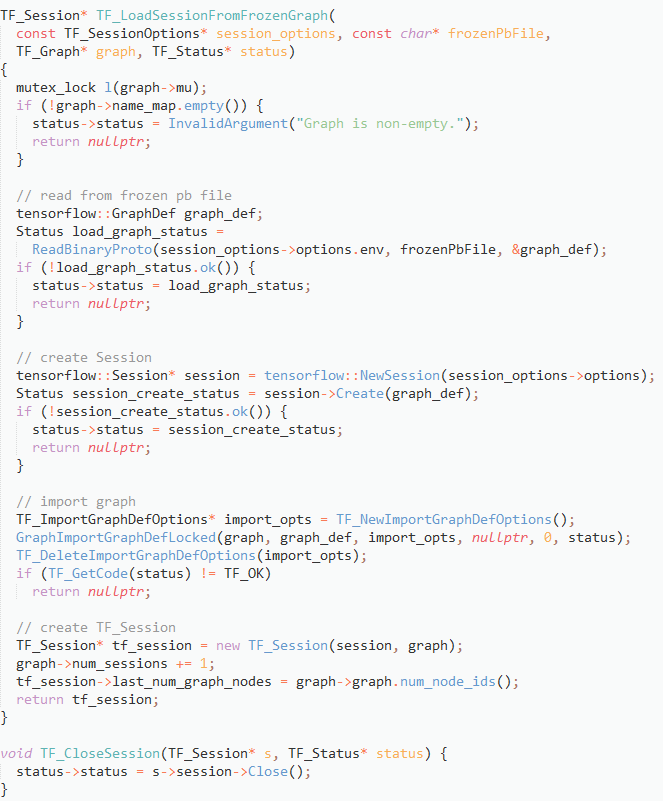 TF_Session* TF_LoadSessionFromFrozenGraph(
  const TF_SessionOptions* session_options, const char* frozenPbFile,
  TF_Graph* graph, TF_Status* status)
{
  mutex_lock l(graph->mu);
  if (!graph->name_map.empty()) {
    status->status = InvalidArgument("Graph is non-empty.");
    return nullptr;
  }

  // read from frozen pb file
  tensorflow::GraphDef graph_def;
  Status load_graph_status =
    ReadBinaryProto(session_options->options.env, frozenPbFile, &graph_def);
  if (!load_graph_status.ok()) {
    status->status = load_graph_status;
    return nullptr;
  }

  // create Session
  tensorflow::Session* session = tensorflow::NewSession(session_options->options);
  Status session_create_status = session->Create(graph_def);
  if (!session_create_status.ok()) {
    status->status = session_create_status;
    return nullptr;
  }

  // import graph
  TF_ImportGraphDefOptions* import_opts = TF_NewImportGraphDefOptions();
  GraphImportGraphDefLocked(graph, graph_def, import_opts, nullptr, 0, status);
  TF_DeleteImportGraphDefOptions(import_opts);
  if (TF_GetCode(status) != TF_OK)
    return nullptr;

  // create TF_Session
  TF_Session* tf_session = new TF_Session(session, graph);
  graph->num_sessions += 1;
  tf_session->last_num_graph_nodes = graph->graph.num_node_ids();
  return tf_session;
}

void TF_CloseSession(TF_Session* s, TF_Status* status) {
  status->status = s->session->Close();
}